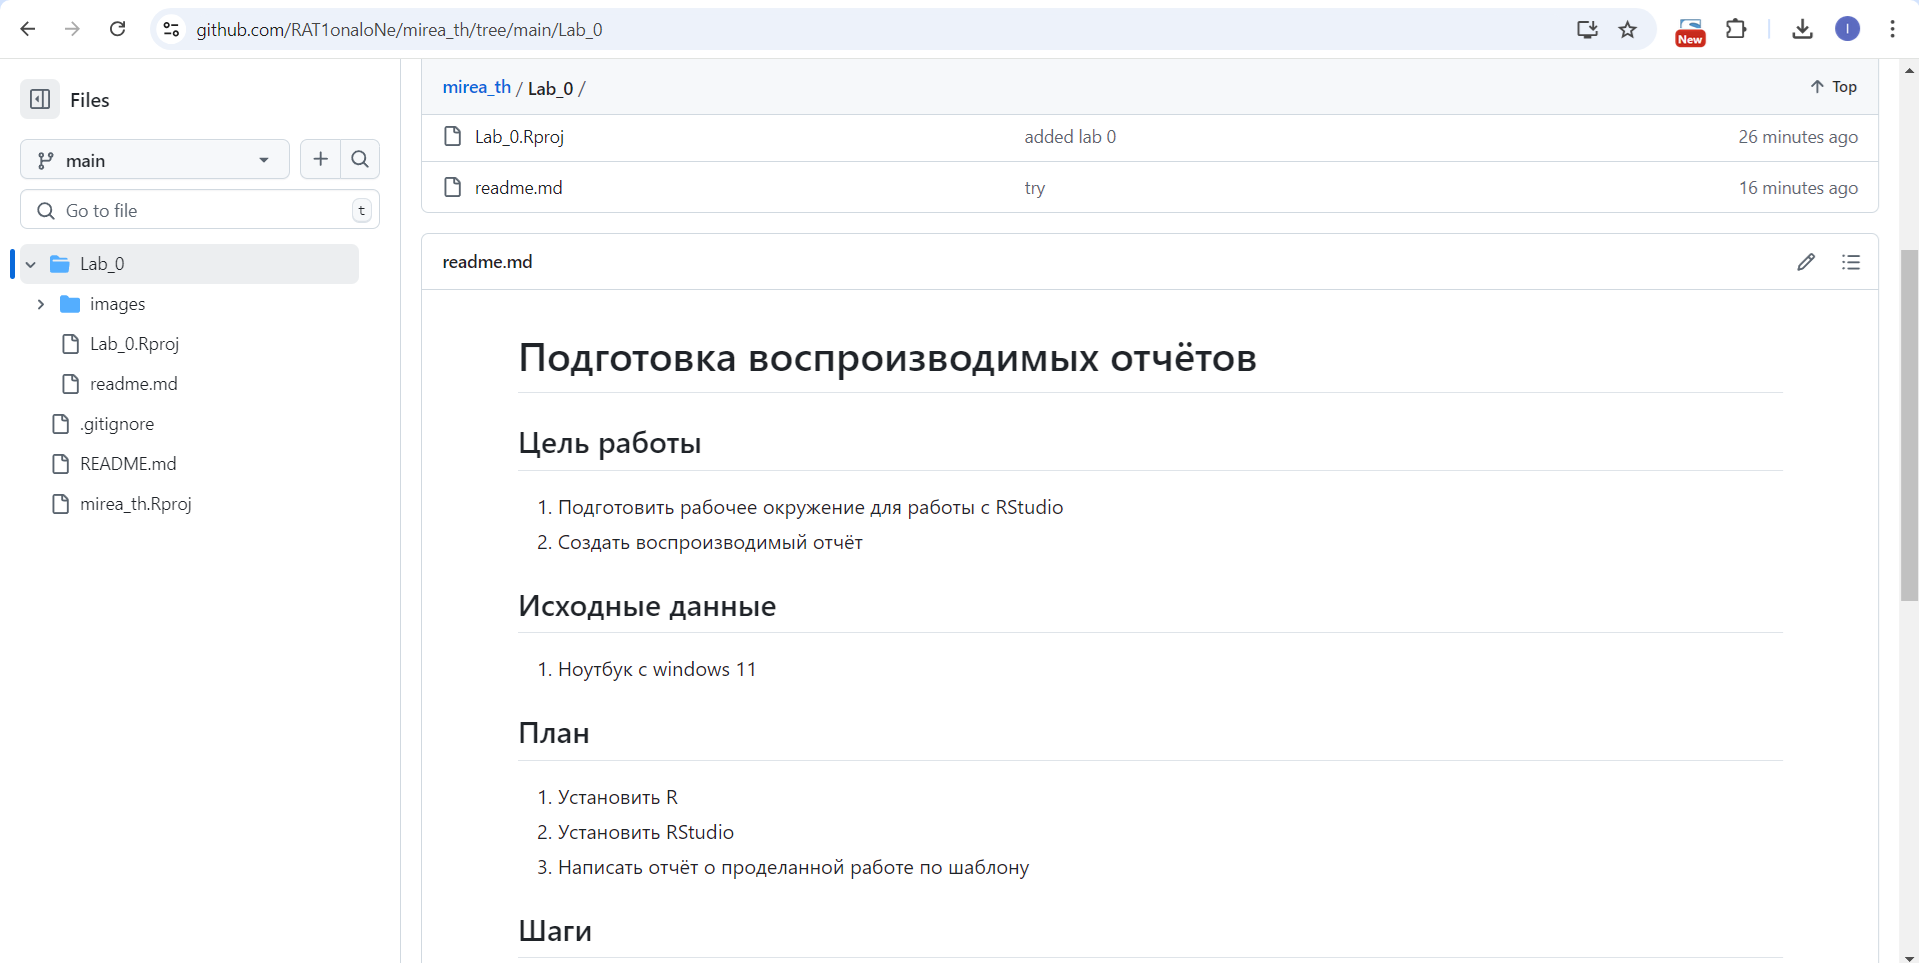 github.com/RAT1onaloNe/mirea_th/tree/main/Lab_0
New
I
Files
main
Go to file
t
Lab_0
images
Lab_0.Rproj
readme.md
.gitignore
README.md
mirea_th.Rproj
mirea_th / Lab_0 /
Top
Lab_0.Rproj added lab 0 26 minutes ago
readme.md try 16 minutes ago
readme.md
Подготовка воспроизводимых отчётов
Цель работы
1. Подготовить рабочее окружение для работы с RStudio
2. Создать воспроизводимый отчёт
Исходные данные
1. Ноутбук с windows 11
План
1. Установить R
2. Установить RStudio
3. Написать отчёт о проделанной работе по шаблону
Шаги